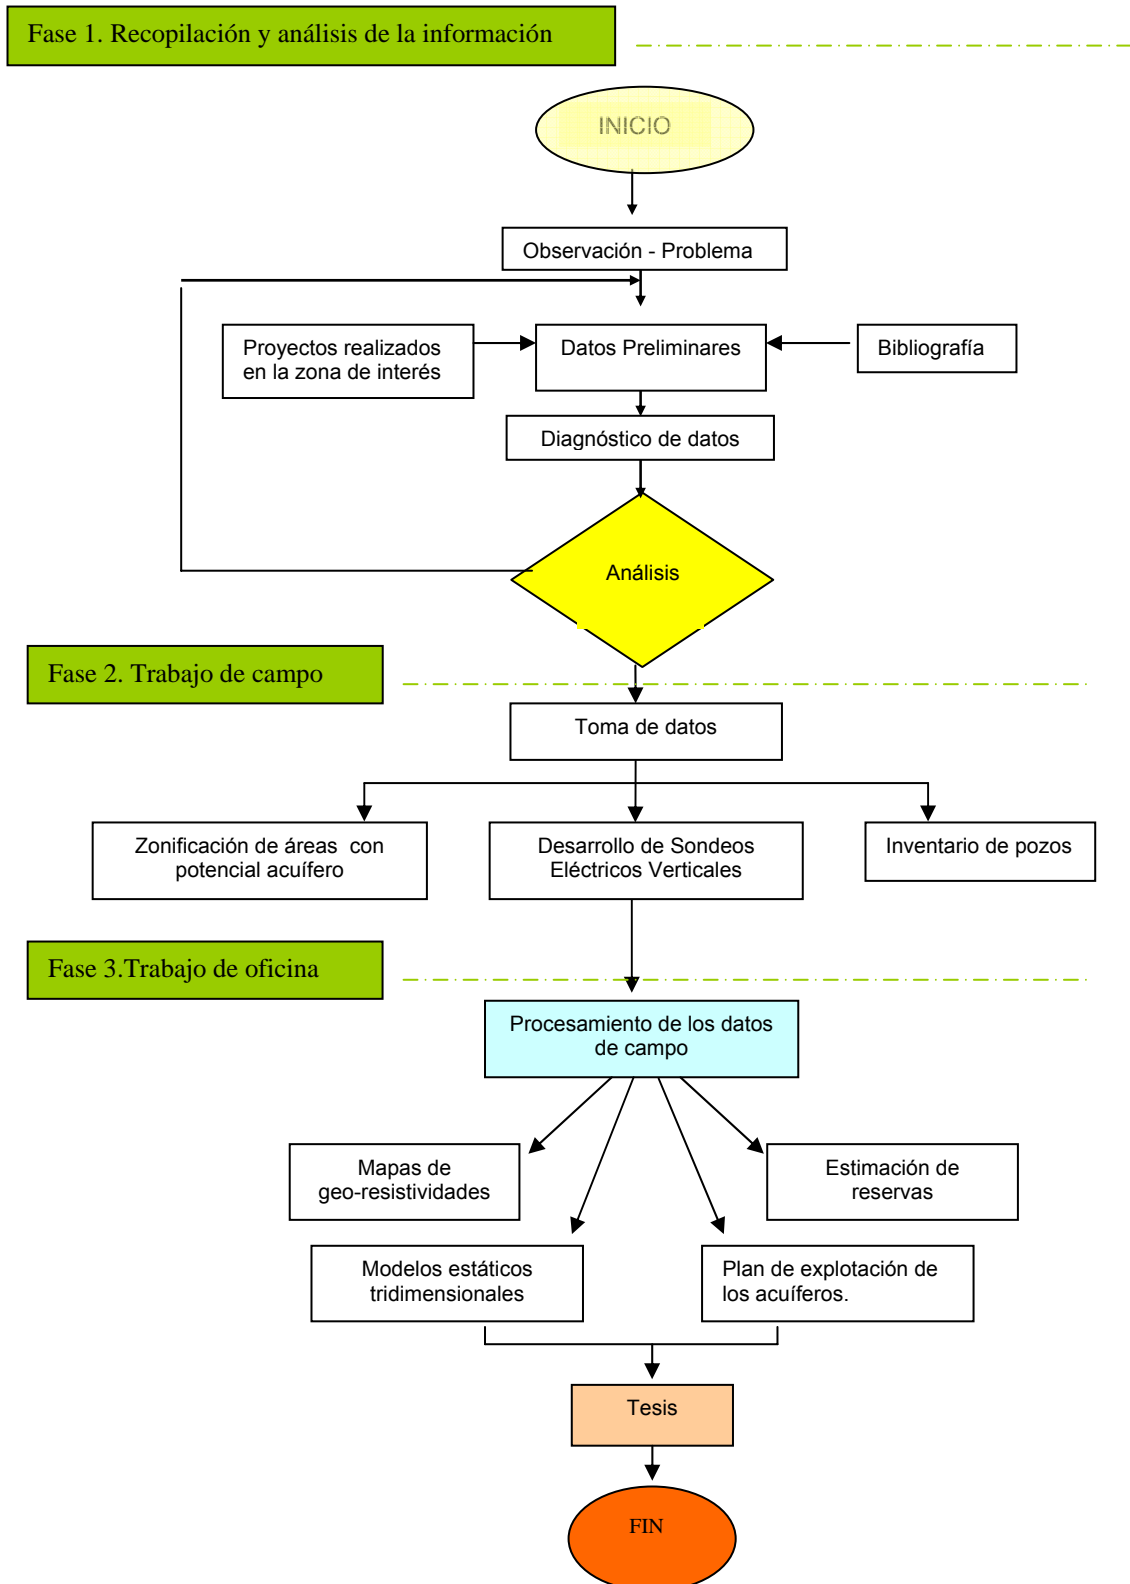 Fase 1. Recopilación y análisis de la información
INICIO
Observación - Problema
Proyectos realizados
en la zona de interés
Datos Preliminares
Bibliografía
Diagnóstico de datos
Análisis
Fase 2. Trabajo de campo
Toma de datos
Zonificación de áreas con
potencial acuífero
Desarrollo de Sondeos
Eléctricos Verticales
Inventario de pozos
Fase 3.Trabajo de oficina
Procesamiento de los datos
de campo
Mapas de
geo-resistividades
Estimación de
reservas
Modelos estáticos
tridimensionales
Plan de explotación de
los acuíferos.
Tesis
FIN